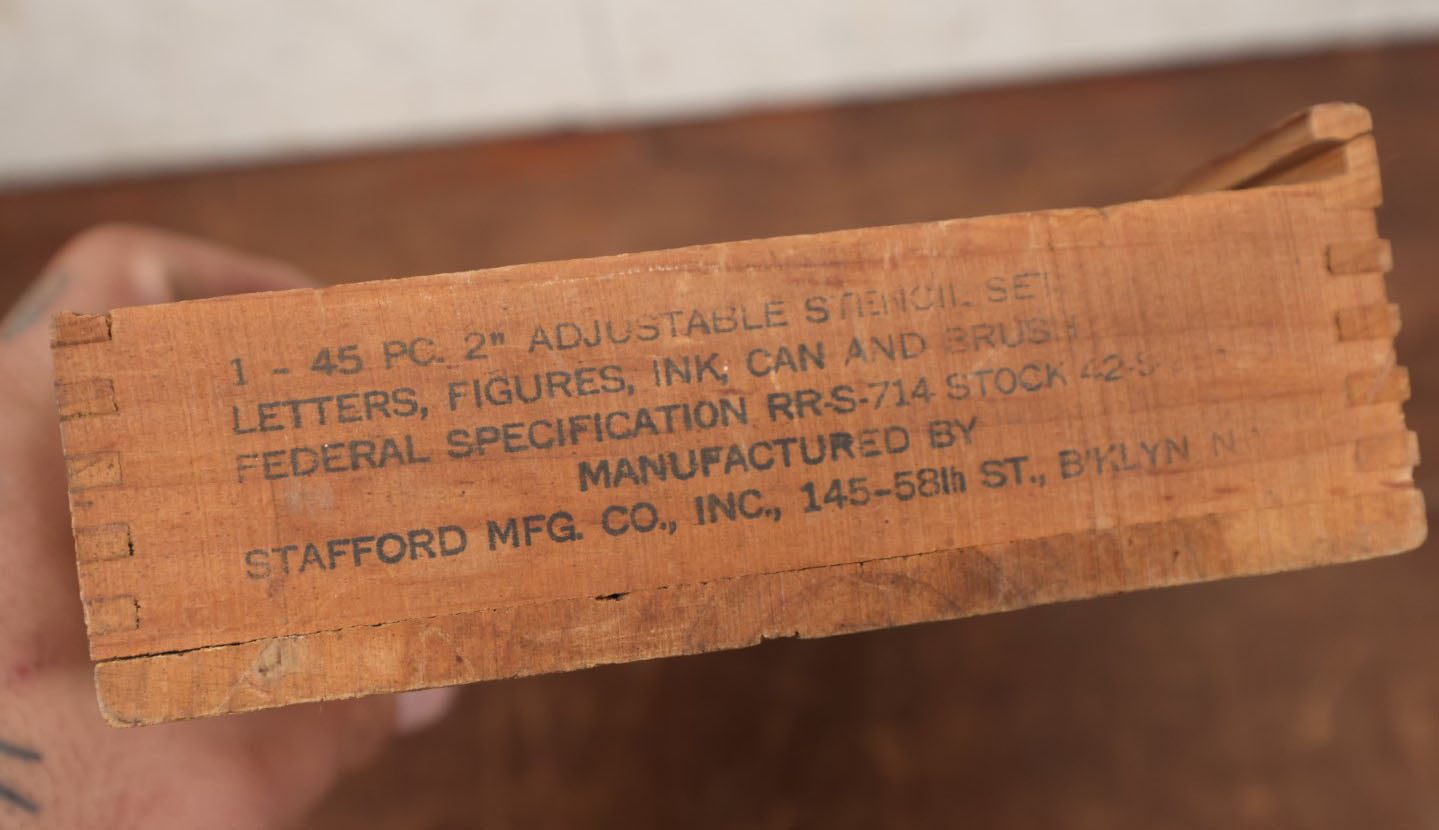 1 - 45 PC. 2" ADJUSTABLE STENCIL SET
LETTERS, FIGURES, INK, CAN AND BRUSH
FEDERAL SPECIFICATION RR-S-714 STOCK
MANUFACTURED BY
STAFFORD MFG. CO., INC., 145-58th ST., B'KLYN N